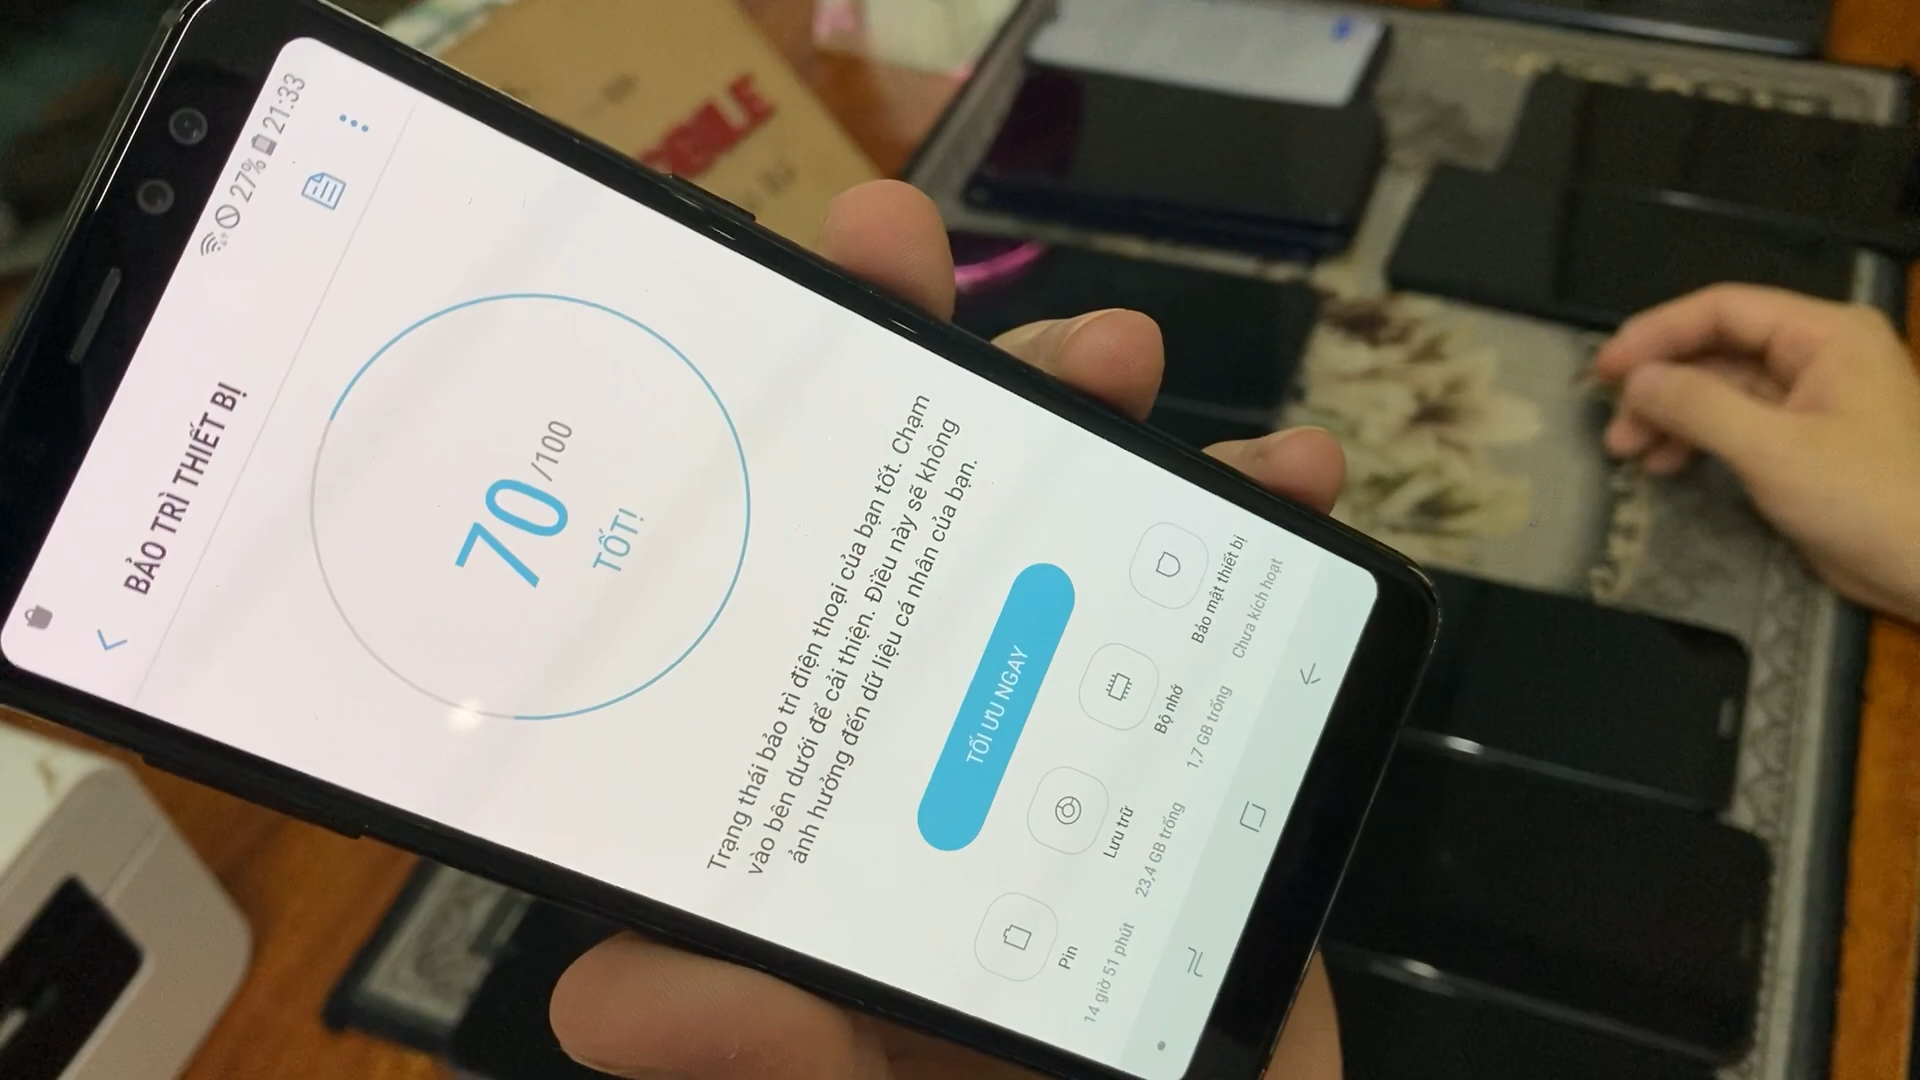 27% 21:33
BẢO TRÌ THIẾT BỊ
70/100
TỐT!
Trạng thái bảo trì điện thoại của bạn tốt. Chạm
vào bên dưới để cải thiện. Điều này sẽ không
ảnh hưởng đến dữ liệu cá nhân của bạn.
TỐI ƯU NGAY
Pin
14 giờ 51 phút
Lưu trữ
23,4 GB trống
Bộ nhớ
1,7 GB trống
Bảo mật thiết bị
Chưa kích hoạt